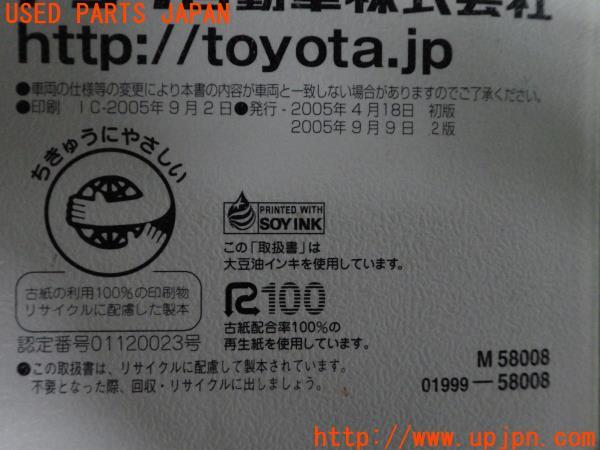 USED PARTS JAPAN
自動車株式会社
http://toyota.jp
●車両の仕様等の変更により本書の内容が車両と一致しない場合がありますのでご了承ください。
●印刷 IC-2005年9月2日●発行-2005年4月18日 初版
2005年9月9日 2版
ちきゅうにやさしい
PRINTED WITH
SOY INK
この「取扱書」は
大豆油インキを使用しています。
古紙の利用100%の印刷物
リサイクルに配慮した製本
R100
古紙配合率100%の
再生紙を使用しています。
認定番号01120023号
●この取扱書は、リサイクルに配慮して製本されています。
不要となった際、回収・リサイクルに出しましょう。
M 58008
01999―58008
http://www.upjpn.com/